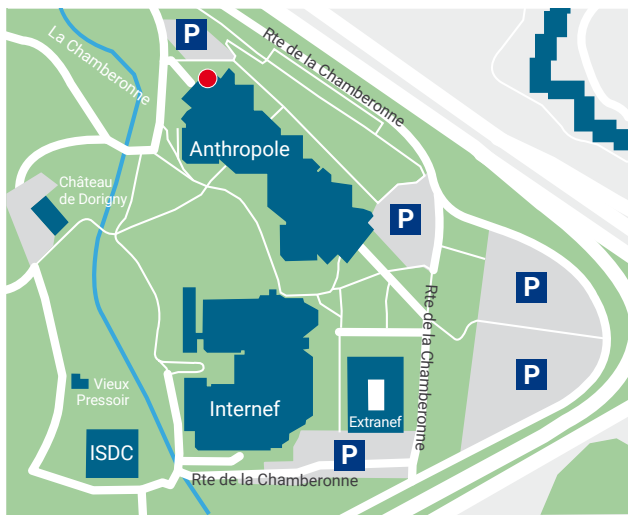 P
La Chamberonne
Rte de la Chamberonne
Anthropole
Château
de Dorigny
P
P
Rte de la Chamberonne
P
Vieux
Pressoir
Internef
Extranef
ISDC
P
Rte de la Chamberonne